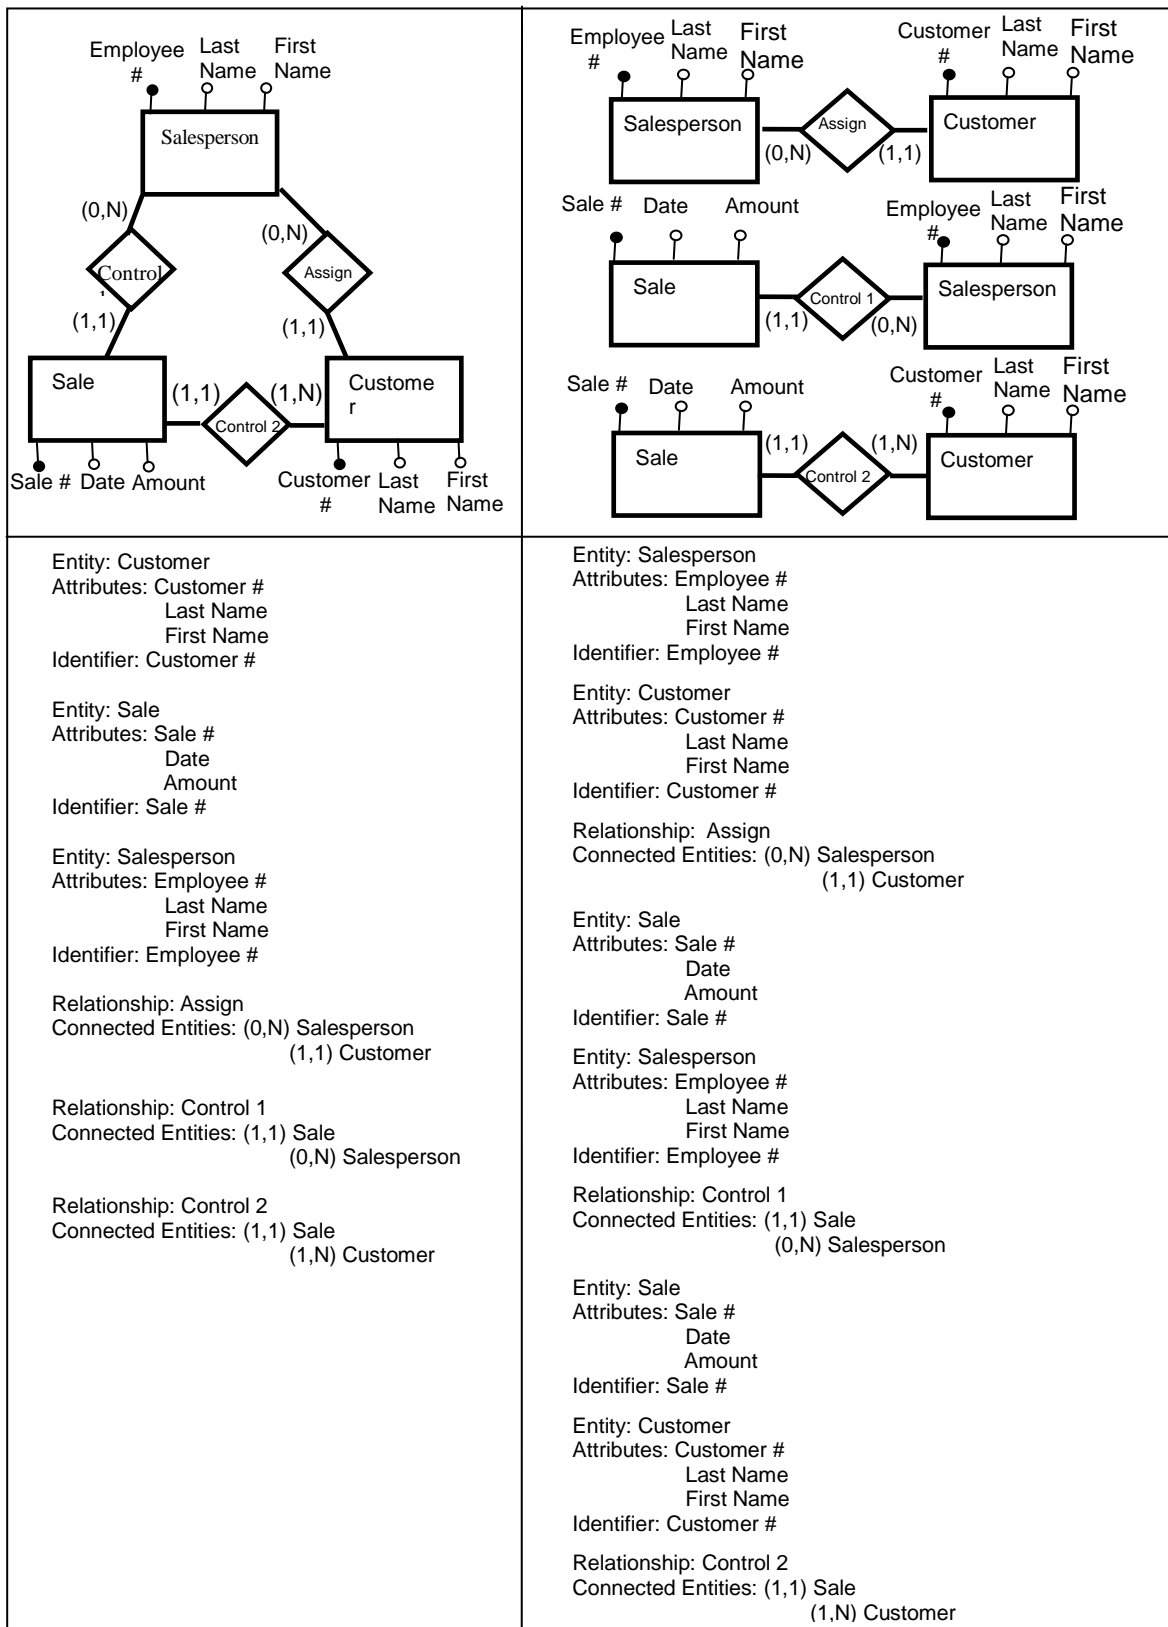 Employee # Last Name First Name
Salesperson
(0,N)
(0,N)
Control 1
Assign
(1,1)
(1,1)
Sale
(1,1)
(1,N)
Custome
r
Control 2
Sale # Date Amount
Customer # Last Name First Name
Employee # Last Name First Name
Customer # Last Name First Name
Salesperson
Assign
Customer
(0,N)
(1,1)
Sale # Date Amount
Employee # Last Name First Name
Sale
Control 1
Salesperson
(1,1)
(0,N)
Sale # Date Amount
Customer # Last Name First Name
Sale
(1,1)
(1,N)
Control 2
Customer
Entity: Customer
Attributes: Customer #
Last Name
First Name
Identifier: Customer #
Entity: Sale
Attributes: Sale #
Date
Amount
Identifier: Sale #
Entity: Salesperson
Attributes: Employee #
Last Name
First Name
Identifier: Employee #
Relationship: Assign
Connected Entities: (0,N) Salesperson
(1,1) Customer
Relationship: Control 1
Connected Entities: (1,1) Sale
(0,N) Salesperson
Relationship: Control 2
Connected Entities: (1,1) Sale
(1,N) Customer
Entity: Salesperson
Attributes: Employee #
Last Name
First Name
Identifier: Employee #
Entity: Customer
Attributes: Customer #
Last Name
First Name
Identifier: Customer #
Relationship: Assign
Connected Entities: (0,N) Salesperson
(1,1) Customer
Entity: Sale
Attributes: Sale #
Date
Amount
Identifier: Sale #
Entity: Salesperson
Attributes: Employee #
Last Name
First Name
Identifier: Employee #
Relationship: Control 1
Connected Entities: (1,1) Sale
(0,N) Salesperson
Entity: Sale
Attributes: Sale #
Date
Amount
Identifier: Sale #
Entity: Customer
Attributes: Customer #
Last Name
First Name
Identifier: Customer #
Relationship: Control 2
Connected Entities: (1,1) Sale
(1,N) Customer